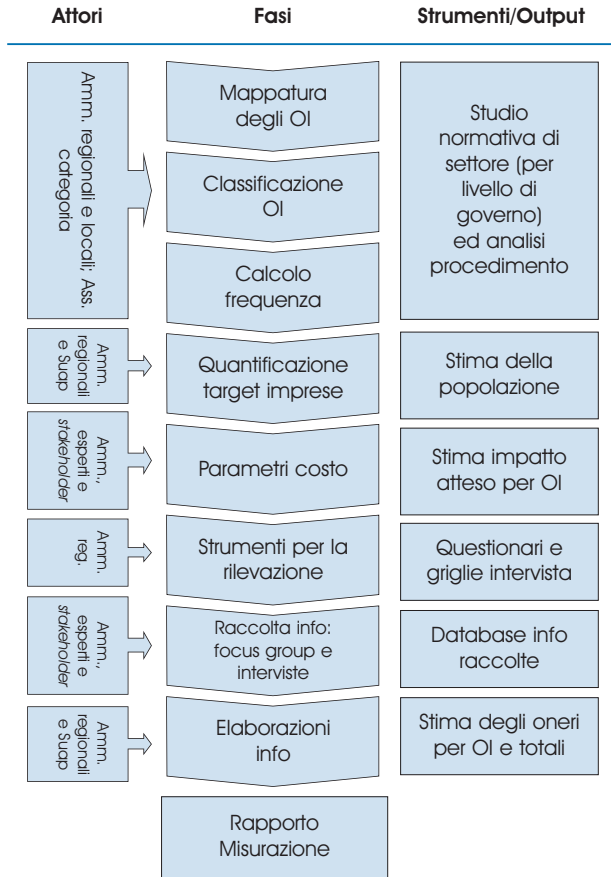 Attori
Fasi
Strumenti/Output
Amm. regionali e locali; Ass.
categoria
Mappatura
degli OI
Classificazione
OI
Calcolo
frequenza
Studio
normativa di
settore (per
livello di
governo)
ed analisi
procedimento
Amm.
regionali
e Suap
Quantificazione
target imprese
Stima della
popolazione
Amm.,
esperti e
stakeholder
Parametri costo
Stima impatto
atteso per OI
Amm.
reg.
Strumenti per la
rilevazione
Questionari e
griglie intervista
Amm.,
esperti e
stakeholder
Raccolta info:
focus group e
interviste
Database info
raccolte
Amm.
regionali
e Suap
Elaborazioni
info
Stima degli oneri
per OI e totali
Rapporto
Misurazione